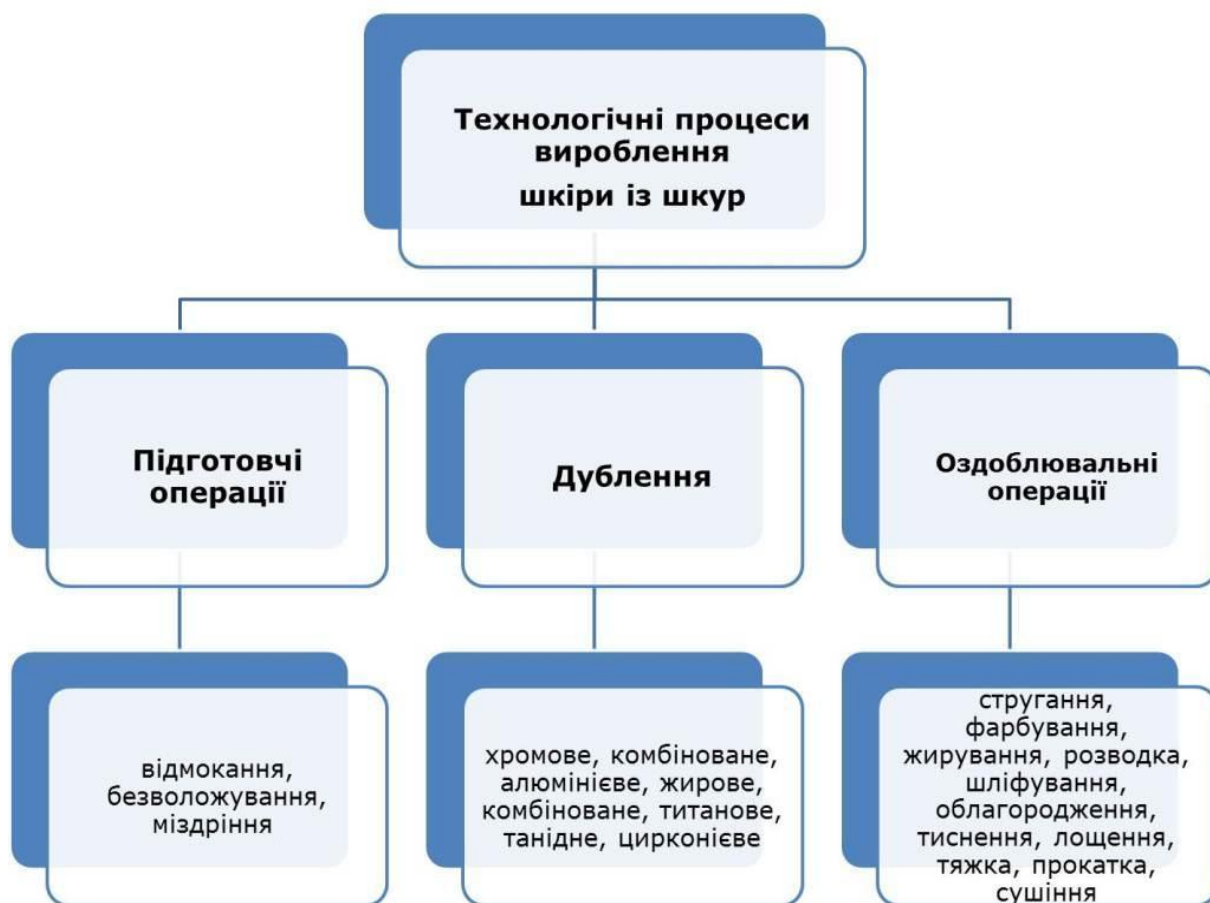 Технологічні процеси
вироблення
шкіри із шкур
Підготовчі
операції
Дублення
Оздоблювальні
операції
відмокання,
безволожування,
міздріння
хромове, комбіноване,
алюмінієве, жирове,
комбіноване, титанове,
танідне, цирконієве
стругання,
фарбування,
жирування, розводка,
шліфування,
облагородження,
тиснення, лощення,
тяжка, прокатка,
сушіння